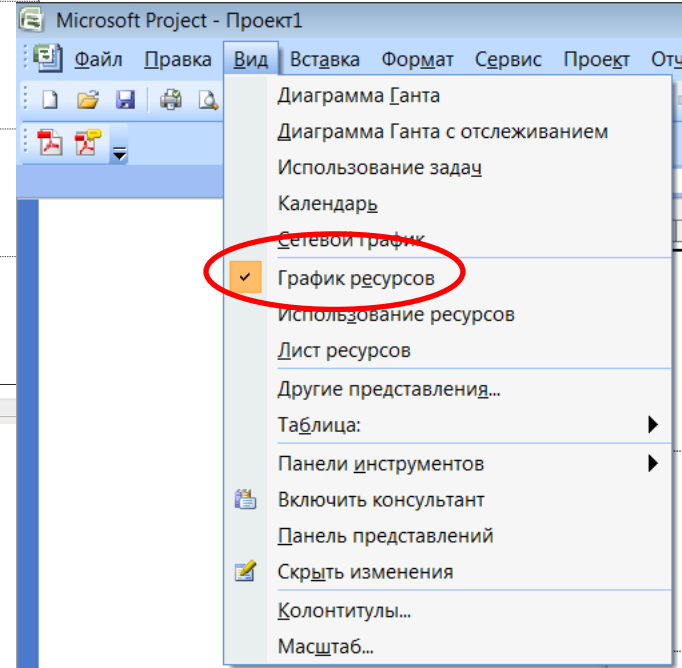 Microsoft Project - Проект1
Файл Правка Вид Вставка Формат Сервис Проект
Диаграмма Ганта
Диаграмма Ганта с отслеживанием
Использование задач
Календарь
Сетевой график
График ресурсов
Использование ресурсов
Лист ресурсов
Другие представления...
Таблица:
Панели инструментов
Включить консультант
Панель представлений
Скрыть изменения
Колонтитулы...
Масштаб...